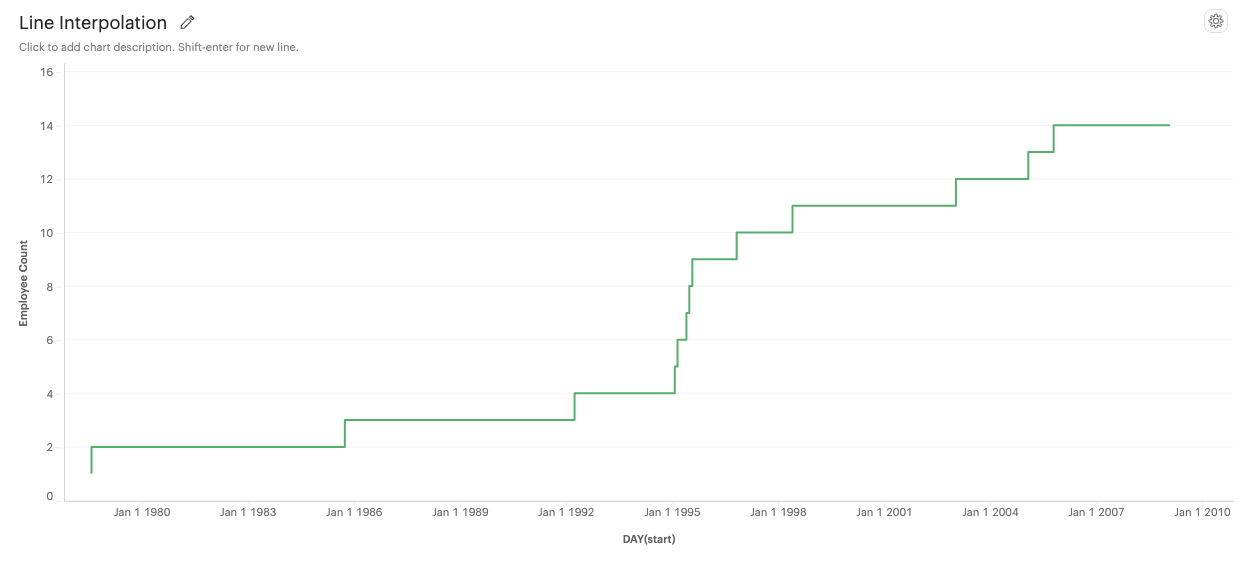 Line Interpolation
Click to add chart description. Shift-enter for new line.
16
14
12
10
8
6
4
2
0
Employee Count
Jan 1 1980 Jan 1 1983 Jan 1 1986 Jan 1 1989 Jan 1 1992 Jan 1 1995 Jan 1 1998 Jan 1 2001 Jan 1 2004 Jan 1 2007 Jan 1 2010
DAY(start)